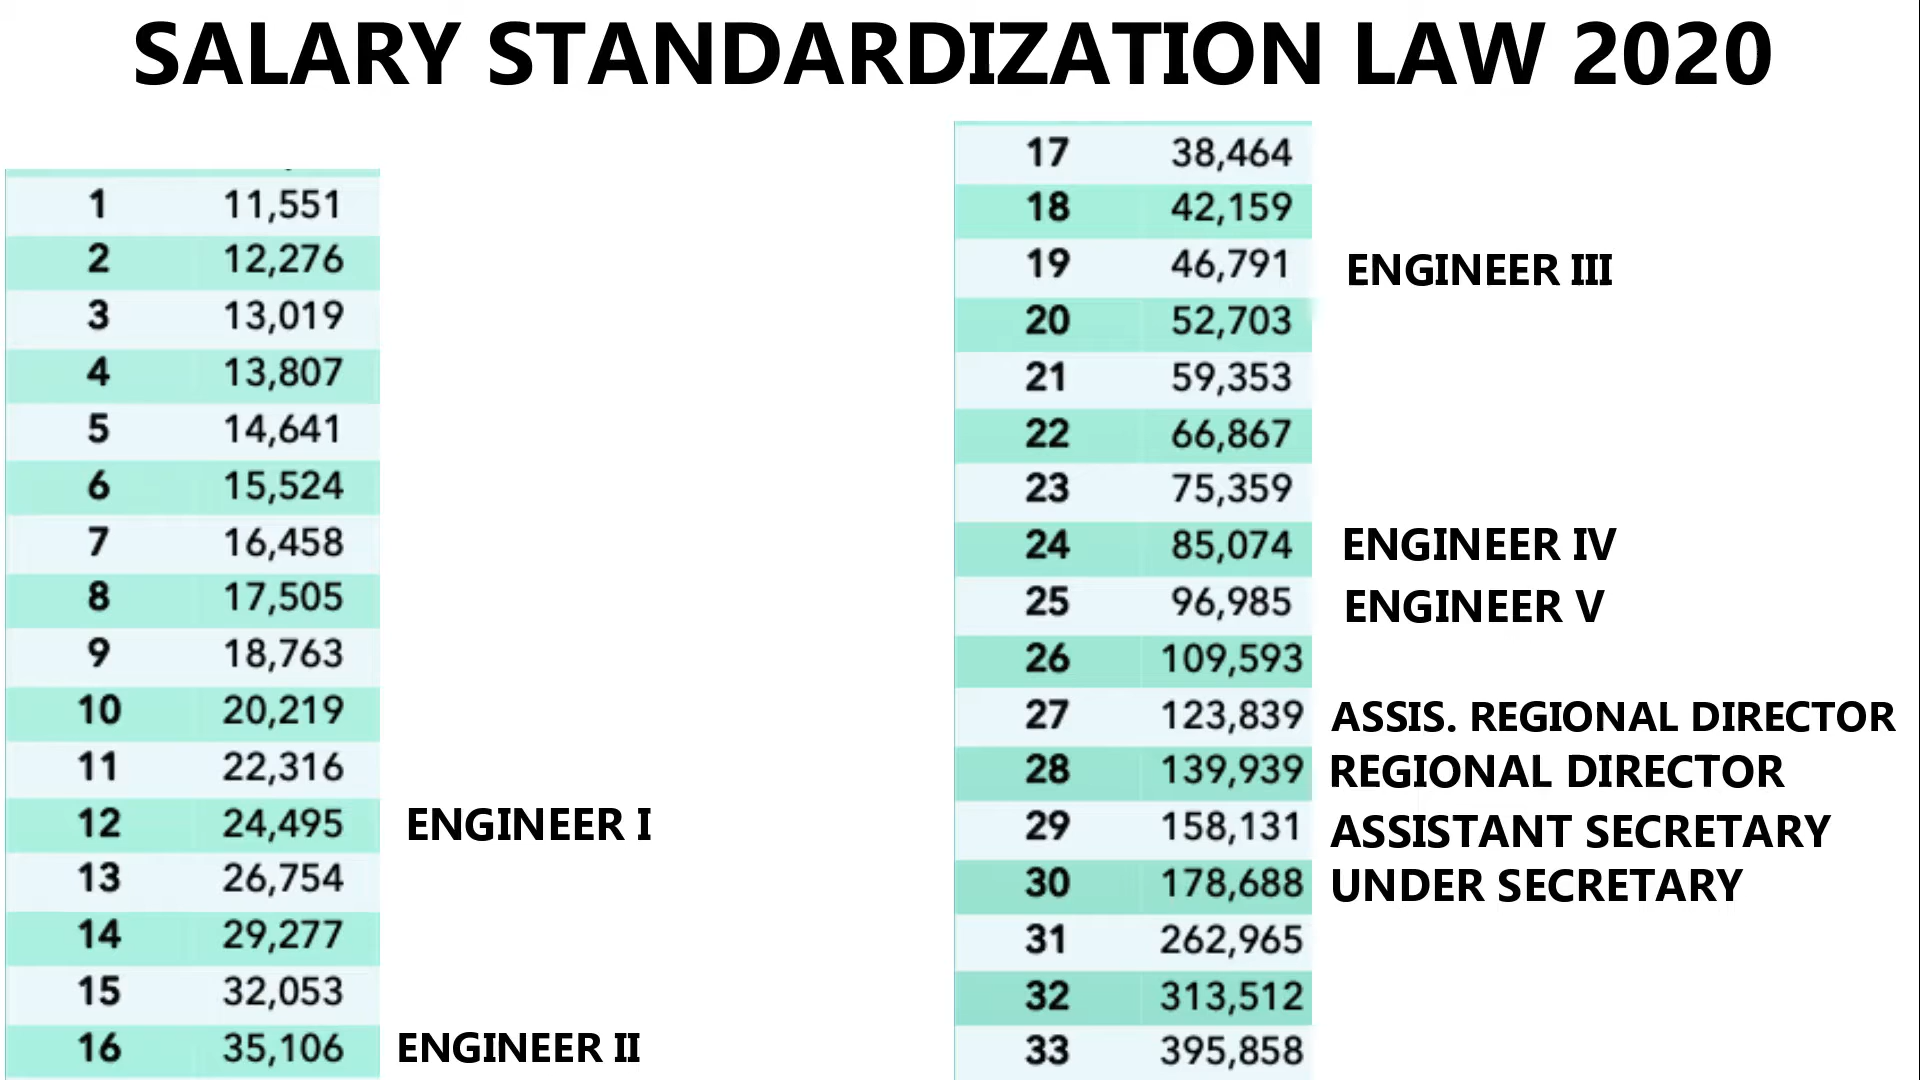 SALARY STANDARDIZATION LAW 2020
1 11,551
2 12,276
3 13,019
4 13,807
5 14,641
6 15,524
7 16,458
8 17,505
9 18,763
10 20,219
11 22,316
12 24,495 ENGINEER I
13 26,754
14 29,277
15 32,053
16 35,106 ENGINEER II
17 38,464
18 42,159
19 46,791 ENGINEER III
20 52,703
21 59,353
22 66,867
23 75,359
24 85,074 ENGINEER IV
25 96,985 ENGINEER V
26 109,593
27 123,839 ASSIS. REGIONAL DIRECTOR
28 139,939 REGIONAL DIRECTOR
29 158,131 ASSISTANT SECRETARY
30 178,688 UNDER SECRETARY
31 262,965
32 313,512
33 395,858